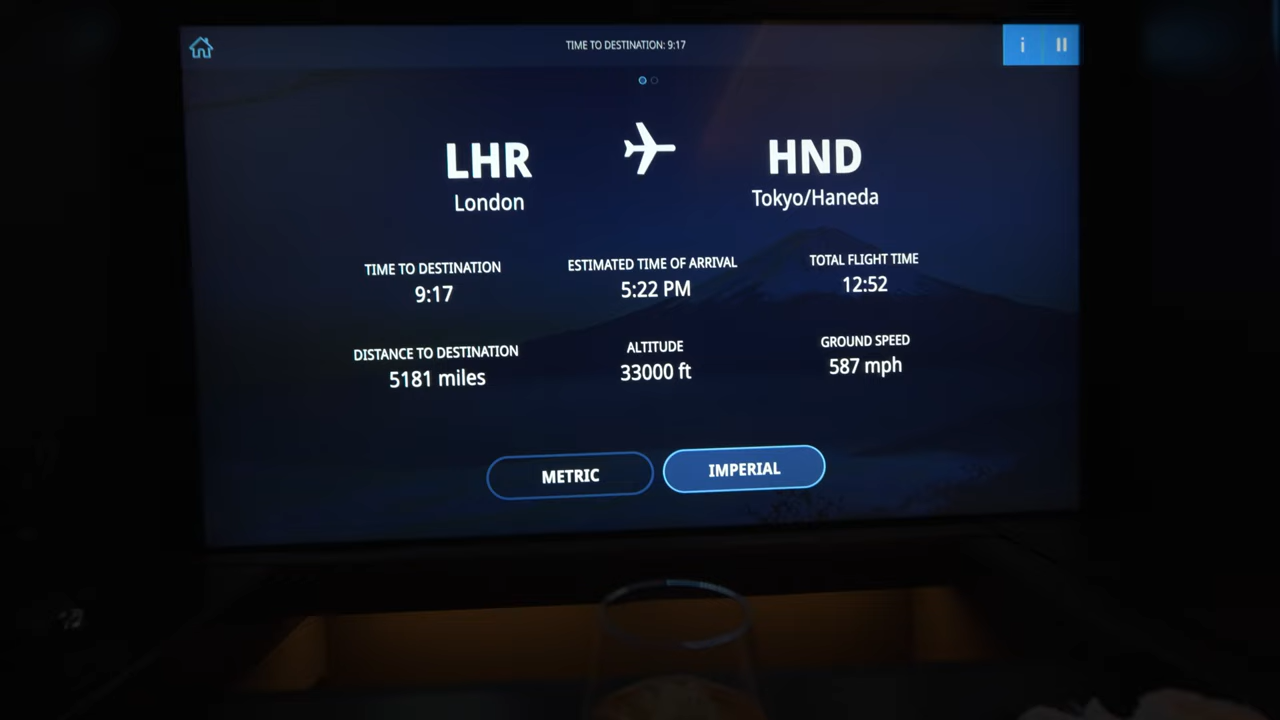 TIME TO DESTINATION: 9:17
i
LHR
London
HND
Tokyo/Haneda
TIME TO DESTINATION
9:17
ESTIMATED TIME OF ARRIVAL
5:22 PM
TOTAL FLIGHT TIME
12:52
DISTANCE TO DESTINATION
5181 miles
ALTITUDE
33000 ft
GROUND SPEED
587 mph
METRIC
IMPERIAL